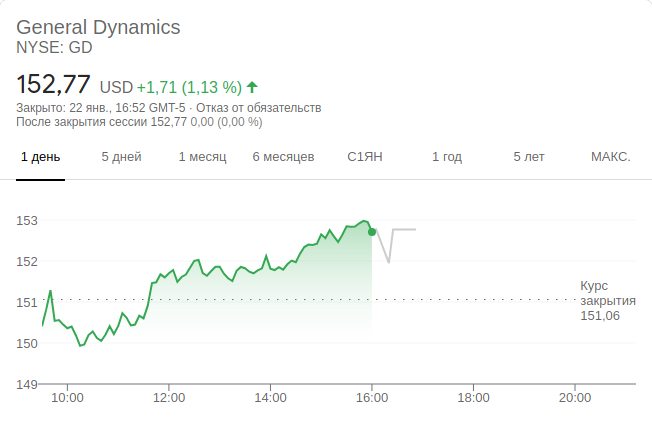 General Dynamics
NYSE: GD
152,77 USD +1,71 (1,13 %)
Закрыто: 22 янв., 16:52 GMT-5 · Отказ от обязательств
После закрытия сессии 152,77 0,00 (0,00 %)
1 день 5 дней 1 месяц 6 месяцев С1ЯН 1 год 5 лет МАКС.
153
152
151
150
149
Курс
закрытия
151,06
10:00 12:00 14:00 16:00 18:00 20:00